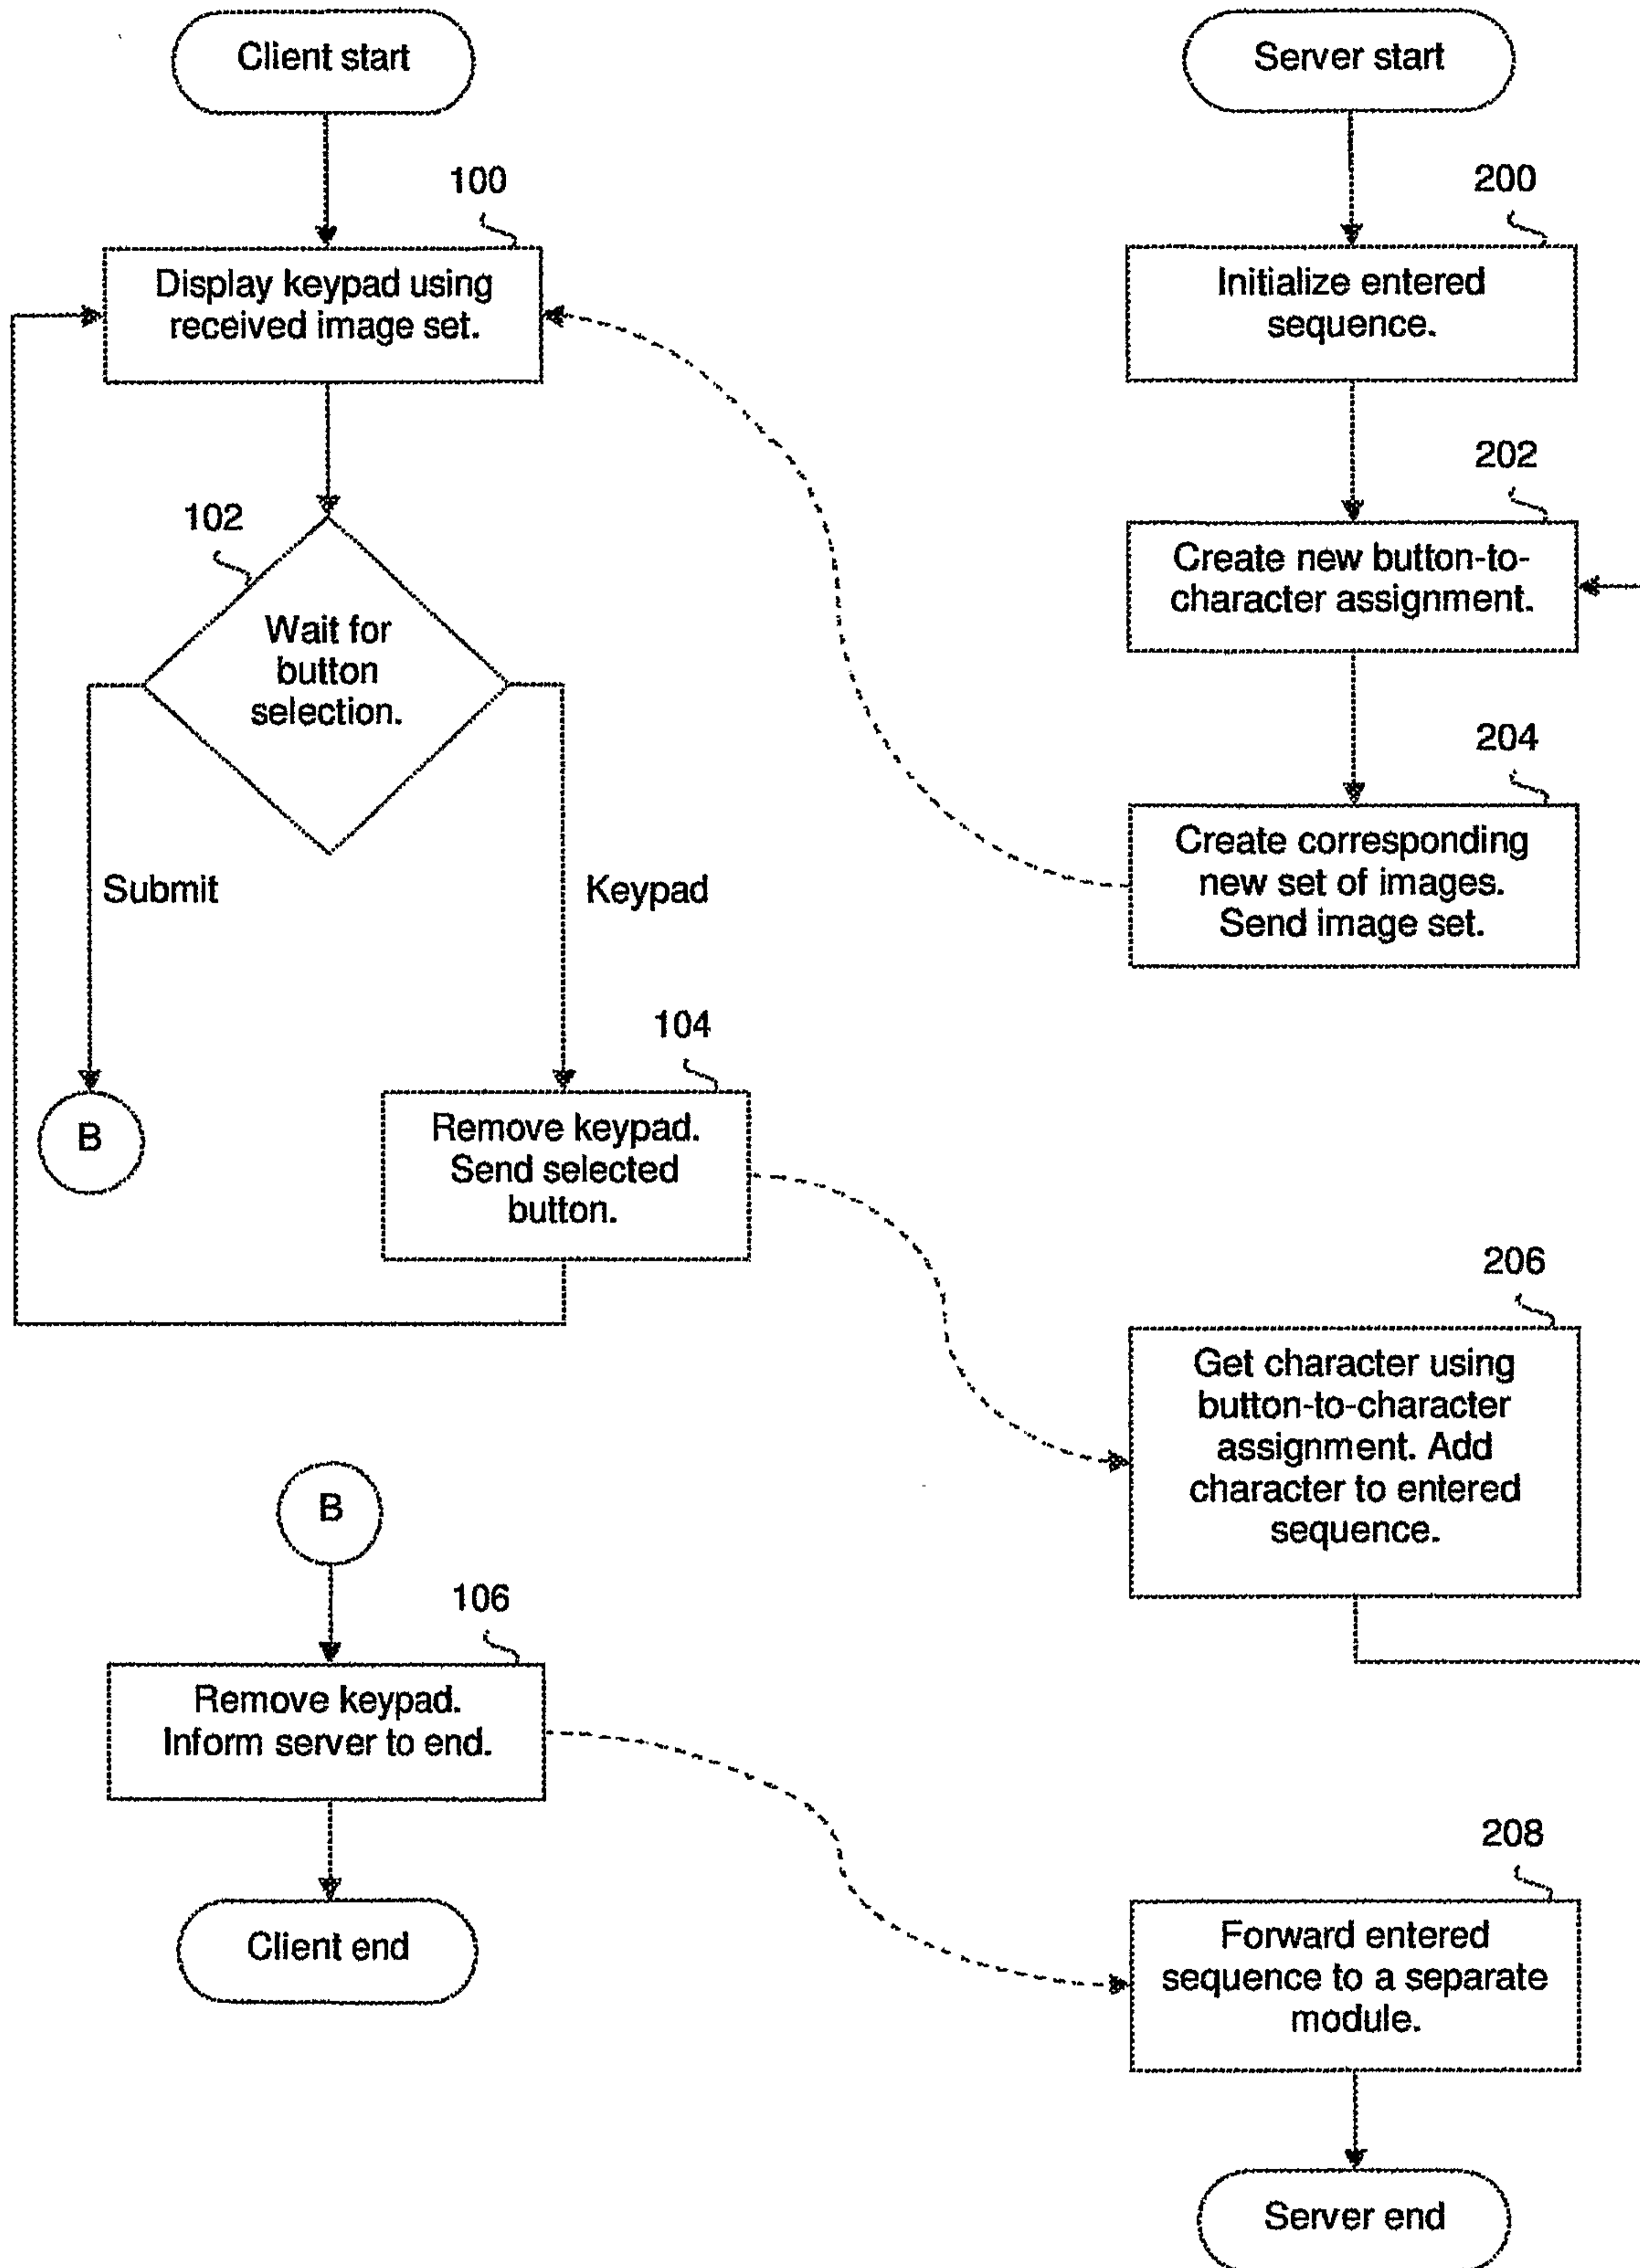 Client start
100
Display keypad using
received image set.
102
Wait for
button
selection.
Submit
Keypad
B
104
Remove keypad.
Send selected
button.
B
106
Remove keypad.
Inform server to end.
Client end
Server start
200
Initialize entered
sequence.
202
Create new button-to-
character assignment.
204
Create corresponding
new set of images.
Send image set.
206
Get character using
button-to-character
assignment. Add
character to entered
sequence.
208
Forward entered
sequence to a separate
module.
Server end